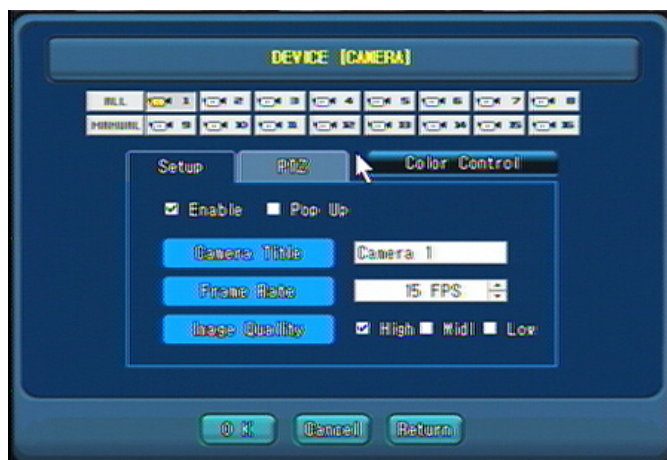 DEVICE [CAMERA]
ALL 1 2 3 4 5 6 7 8
MANUAL 9 10 11 12 13 14 15 16
Setup PTZ Color Control
Enable Pop Up
Camera Title Camera 1
Frame Rate 15 FPS
Image Quality High Midl Low
O K Cancel Return